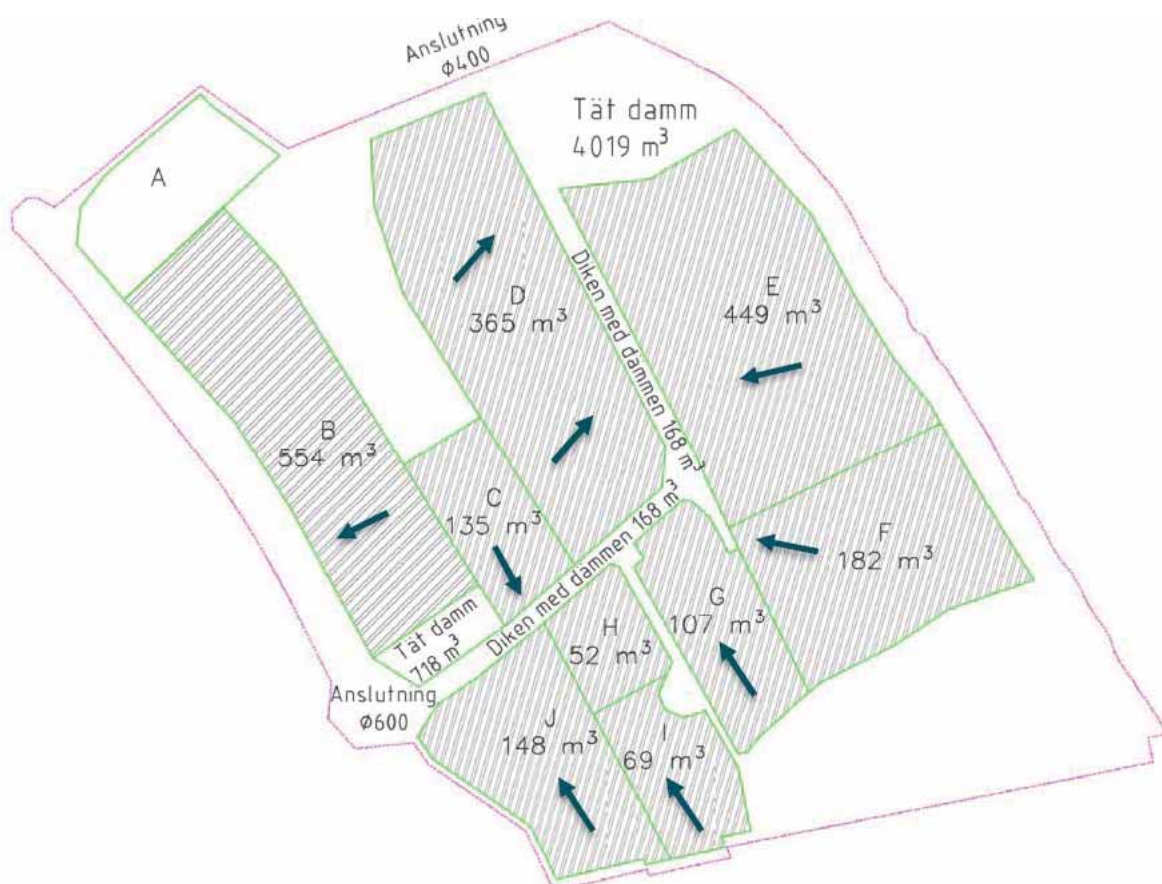 Anslutning
Ø400
Tät damm
4019 m³
A
D
365 m³
E
449 m³
Diken med dammen 168 m³
B
554 m³
C
135 m³
Diken med dammen 168 m³
F
182 m³
G
107 m³
H
52 m³
Tät damm
718 m³
Anslutning
Ø600
J
148 m³
I
69 m³